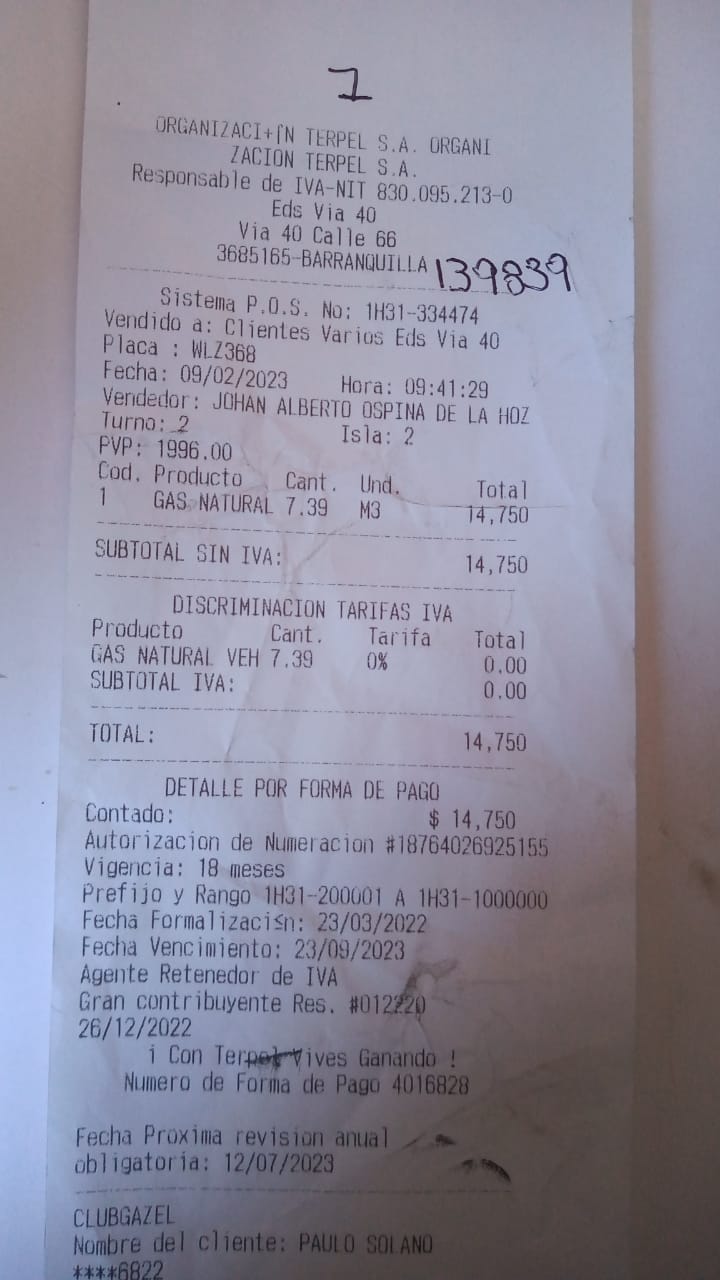 1
ORGANIZACI+⌠N TERPEL S.A. ORGANI
ZACION TERPEL S.A.
Responsable de IVA-NIT 830.095.213-0
Eds Via 40
Via 40 Calle 66
3685165-BARRANQUILLA 139839
Sistema P.O.S. No: 1H31-334474
Vendido a: Clientes Varios Eds Via 40
Placa : WLZ368
Fecha: 09/02/2023 Hora: 09:41:29
Vendedor: JOHAN ALBERTO OSPINA DE LA HOZ
Turno: 2 Isla: 2
PVP: 1996.00
Cod. Producto Cant. Und. Total
1 GAS NATURAL 7.39 M3 14,750
SUBTOTAL SIN IVA: 14,750
DISCRIMINACION TARIFAS IVA
Producto Cant. Tarifa Total
GAS NATURAL VEH 7.39 0% 0.00
SUBTOTAL IVA: 0.00
TOTAL: 14,750
DETALLE POR FORMA DE PAGO
Contado: $ 14,750
Autorizacion de Numeracion #18764026925155
Vigencia: 18 meses
Prefijo y Rango 1H31-200001 A 1H31-1000000
Fecha Formalizaci≤n: 23/03/2022
Fecha Vencimiento: 23/09/2023
Agente Retenedor de IVA
Gran contribuyente Res. #012220
26/12/2022
¡ Con Terpel Vives Ganando !
Numero de Forma de Pago 4016828
Fecha Proxima revision anual
obligatoria: 12/07/2023
CLUBGAZEL
Nombre del cliente: PAULO SOLANO
****6822